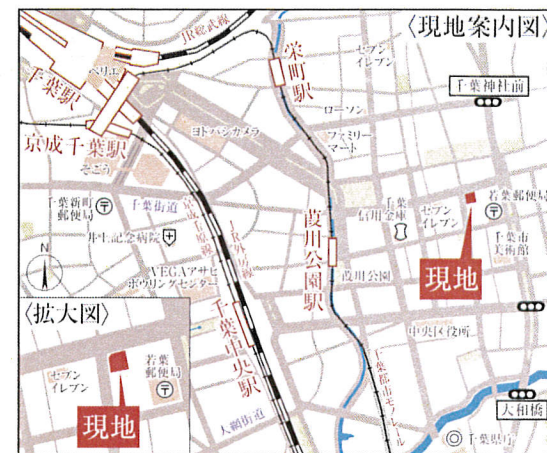 〈現地案内図〉
JR総武線
ペリエ
千葉駅
栄町駅
セブン
イレブン
千葉神社前
ローソン
ファミリー
マート
京成千葉駅
ヨドバシカメラ
そごう
千葉新町
郵便局
千葉街道
井上記念病院
京成千原線
JR外房線
VEGAアサヒ
ボウリングセンター
千葉中央駅
大網街道
葭川公園駅
葭川公園
千葉
信用金庫
セブン
イレブン
若葉
郵便局
千葉市
美術館
現地
中央区役所
千葉都市モノレール
大和橋
千葉県庁
N
〈拡大図〉
セブン
イレブン
若葉
郵便局
現地